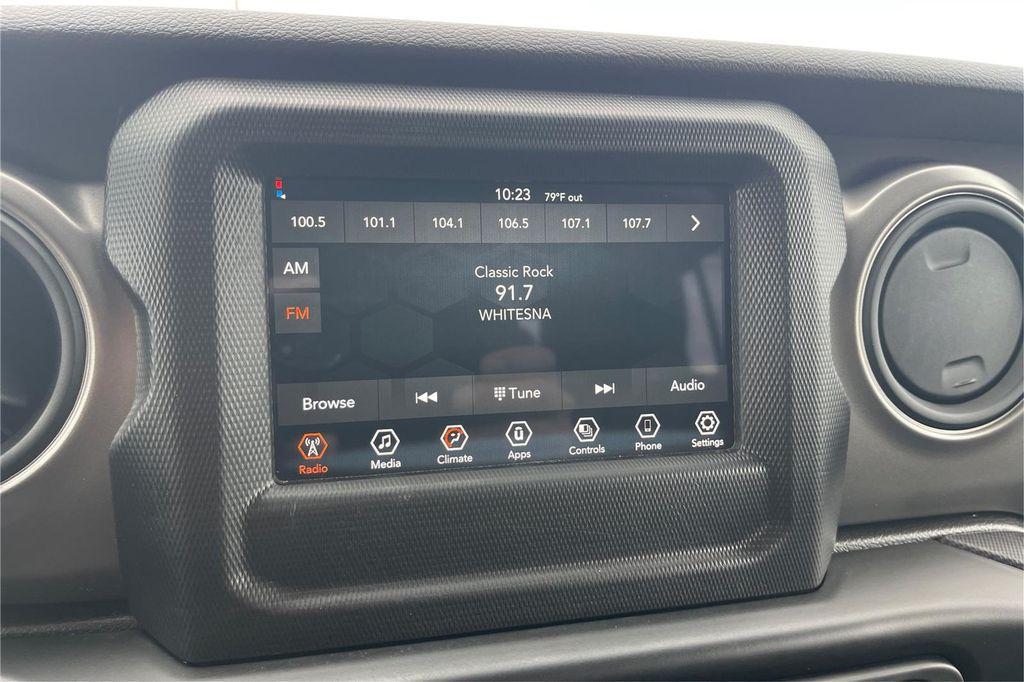 10:23 79°F out
100.5 101.1 104.1 106.5 107.1 107.7
AM
FM
Classic Rock
91.7
WHITESNA
Browse Tune Audio
Radio Media Climate Apps Controls Phone Settings